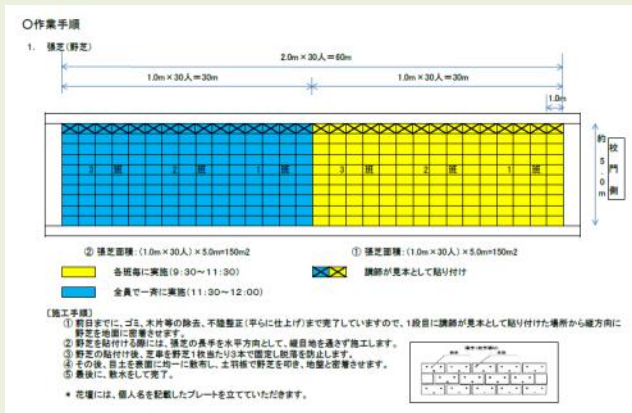 〇作業手順
1. 張芝(野芝)
2.0m×30人=60m
1.0m×30人=30m
1.0m×30人=30m
1.0m
3 班 2 班 1 班
3 班 2 班 1 班
約5.0m
校門側
② 張芝面積:(1.0m×30人)×5.0m=150m2
① 張芝面積:(1.0m×30人)×5.0m=150m2
各班毎に実施(9:30~11:30)
講師が見本として貼り付け
全員で一斉に実施(11:30~12:00)
[施工手順]
① 前日までに、ゴミ、木片等の除去、不陸整正(平らに仕上げ)まで完了していますので、1段目に講師が見本として貼り付けた場所から縦方向に
野芝を地面に密着させます。
② 野芝を貼付ける際には、張芝の長手を水平方向として、縦目地を通さず施工します。
③ 野芝の貼付け後、芝串を野芝1枚当たり3本で固定し脱落を防止します。
④ その後、目土を表面に均一に散布し、土羽板で野芝を叩き、地盤と密着させます。
⑤ 最後に、散水をして完了。
* 花壇には、個人名を記載したプレートを立てていただきます。